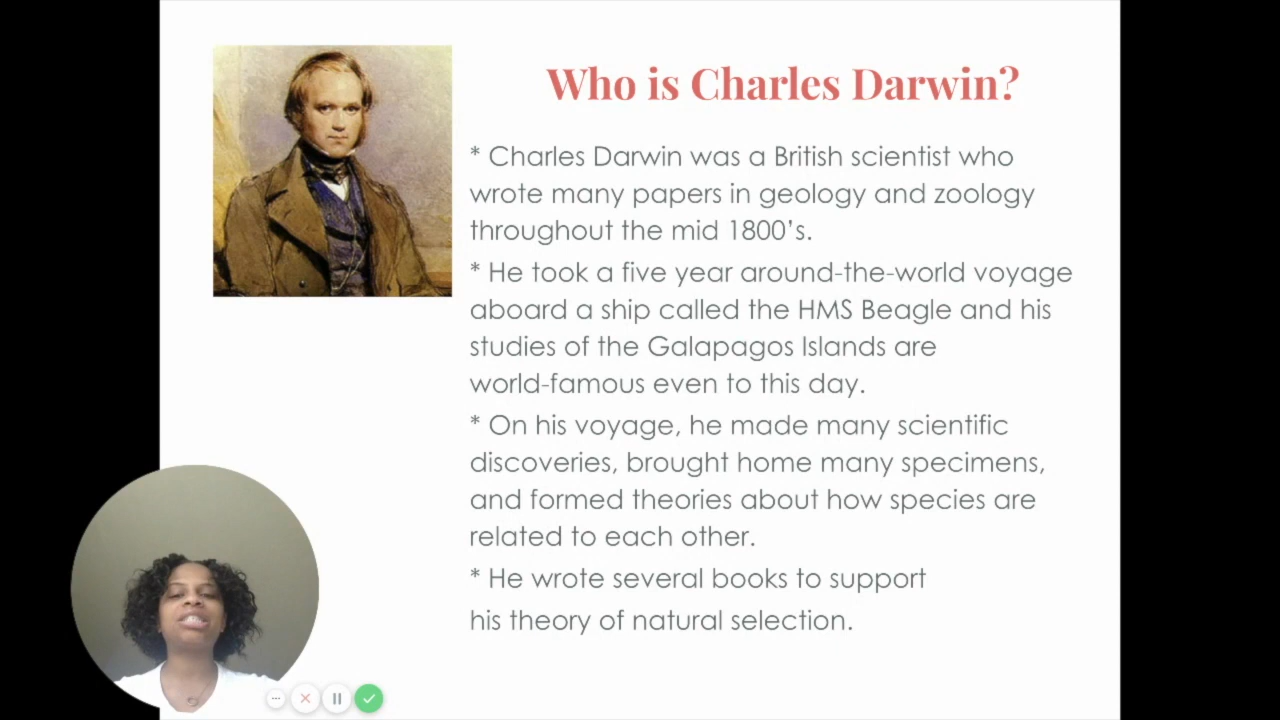 Who is Charles Darwin?
* Charles Darwin was a British scientist who
wrote many papers in geology and zoology
throughout the mid 1800’s.
* He took a five year around-the-world voyage
aboard a ship called the HMS Beagle and his
studies of the Galapagos Islands are
world-famous even to this day.
* On his voyage, he made many scientific
discoveries, brought home many specimens,
and formed theories about how species are
related to each other.
* He wrote several books to support
his theory of natural selection.